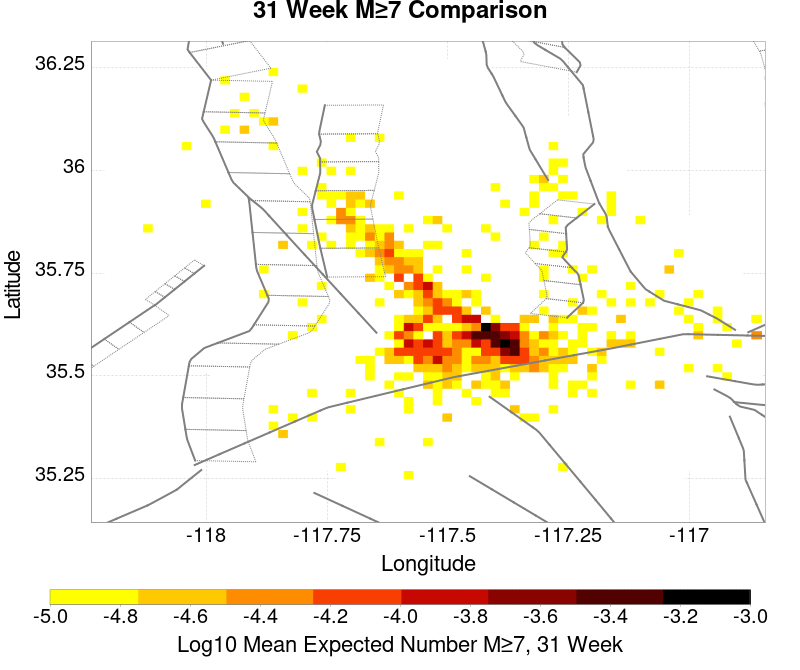 31 Week M≥7 Comparison
36.25
36
35.75
35.5
35.25
Latitude
-118 -117.75 -117.5 -117.25 -117
Longitude
-5.0 -4.8 -4.6 -4.4 -4.2 -4.0 -3.8 -3.6 -3.4 -3.2 -3.0
Log10 Mean Expected Number M≥7, 31 Week